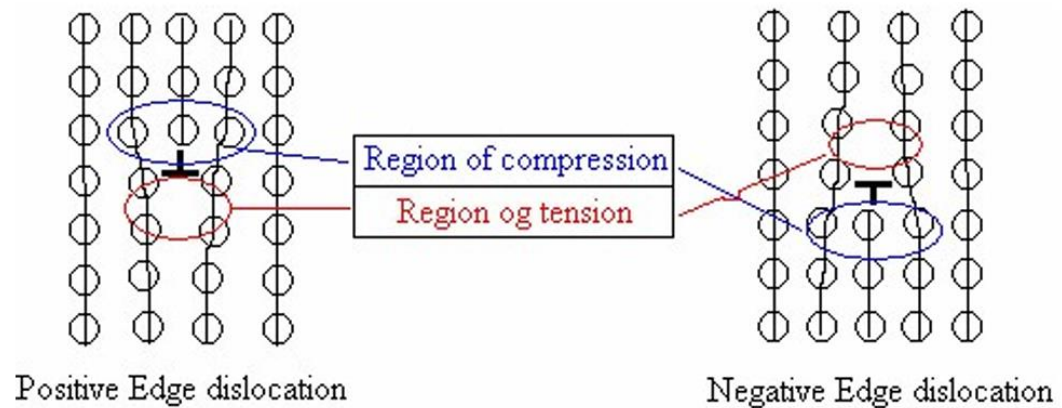 Region of compression
Region og tension
Positive Edge dislocation
Negative Edge dislocation